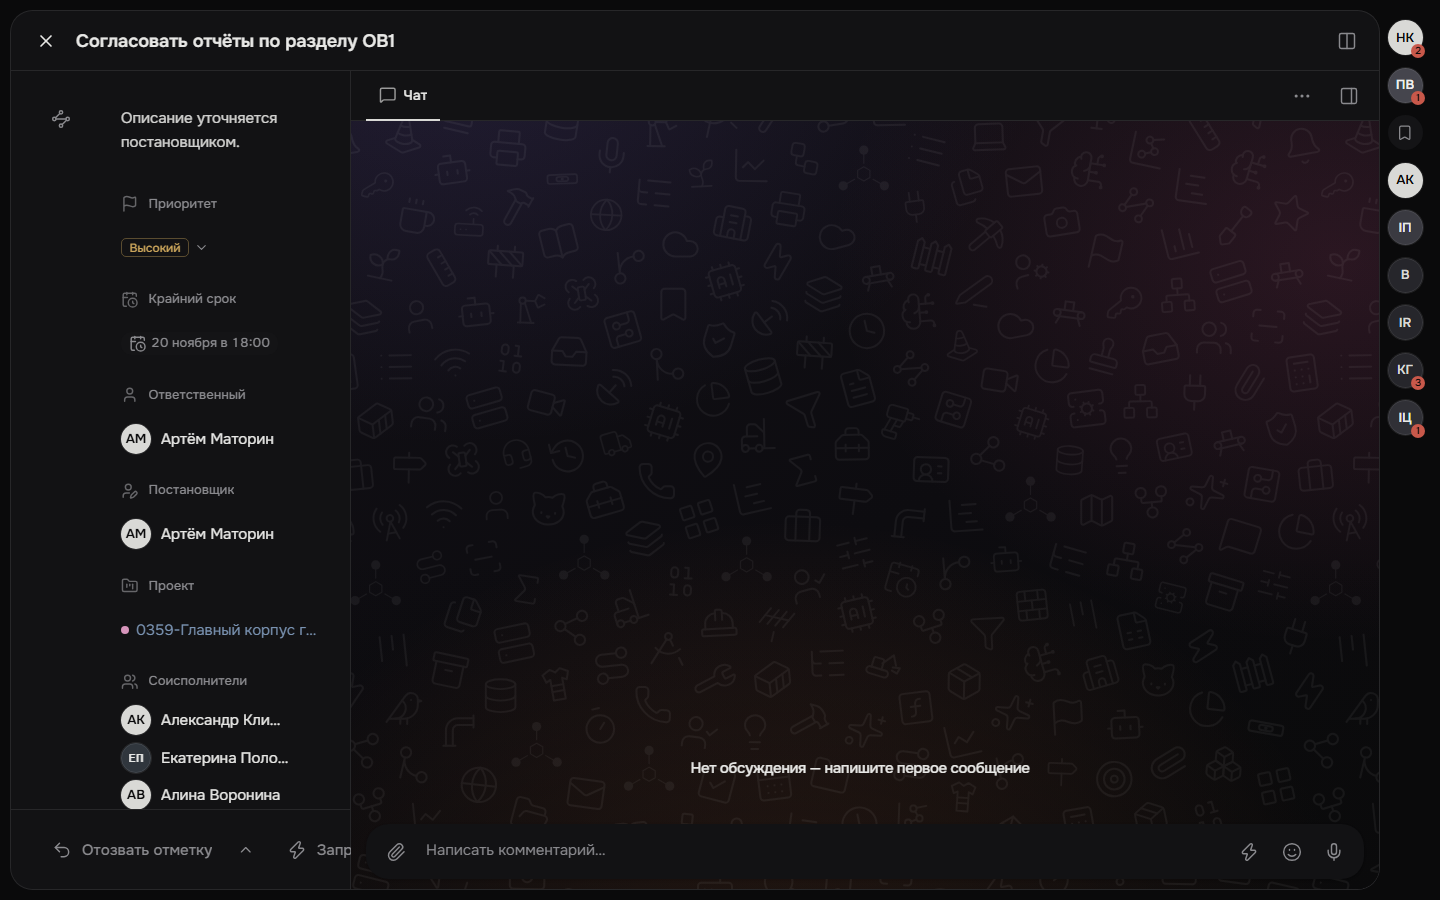 Согласовать отчёты по разделу ОВ1
Чат
Описание уточняется
постановщиком.
Приоритет
Высокий
Крайний срок
20 ноября в 18:00
Ответственный
АМ Артём Маторин
Постановщик
АМ Артём Маторин
Проект
0359-Главный корпус г...
Соисполнители
АК Александр Кли...
ЕП Екатерина Поло...
АВ Алина Воронина
Отозвать отметку
Запр
Нет обсуждения — напишите первое сообщение
Написать комментарий...
НК
2
ПВ
1
АК
ІП
В
IR
КГ
3
ІЦ
1